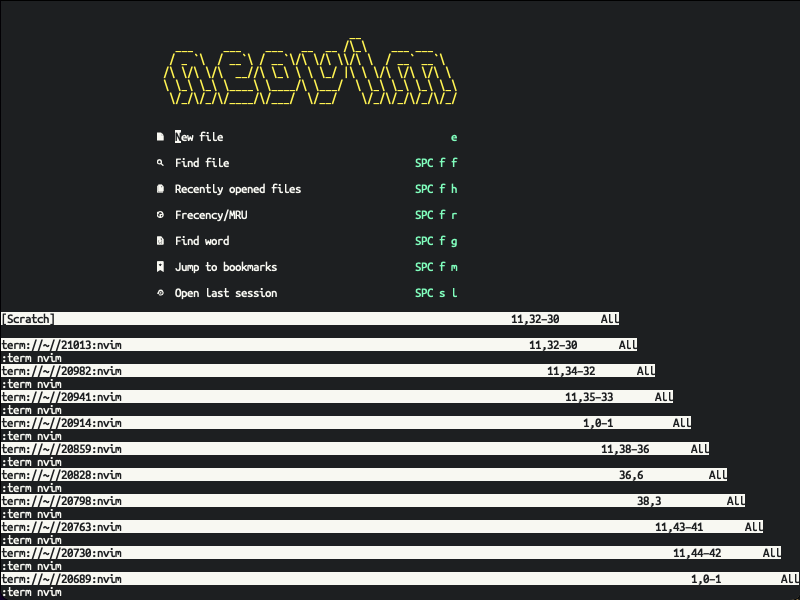 neovim
New file e
Find file SPC f f
Recently opened files SPC f h
Frecency/MRU SPC f r
Find word SPC f g
Jump to bookmarks SPC f m
Open last session SPC s l
[Scratch] 11,32-30 All
term://~//21013:nvim 11,32-30 All
:term nvim
term://~//20982:nvim 11,34-32 All
:term nvim
term://~//20941:nvim 11,35-33 All
:term nvim
term://~//20914:nvim 1,0-1 All
:term nvim
term://~//20859:nvim 11,38-36 All
:term nvim
term://~//20828:nvim 36,6 All
:term nvim
term://~//20798:nvim 38,3 All
:term nvim
term://~//20763:nvim 11,43-41 All
:term nvim
term://~//20730:nvim 11,44-42 All
:term nvim
term://~//20689:nvim 1,0-1 All
:term nvim